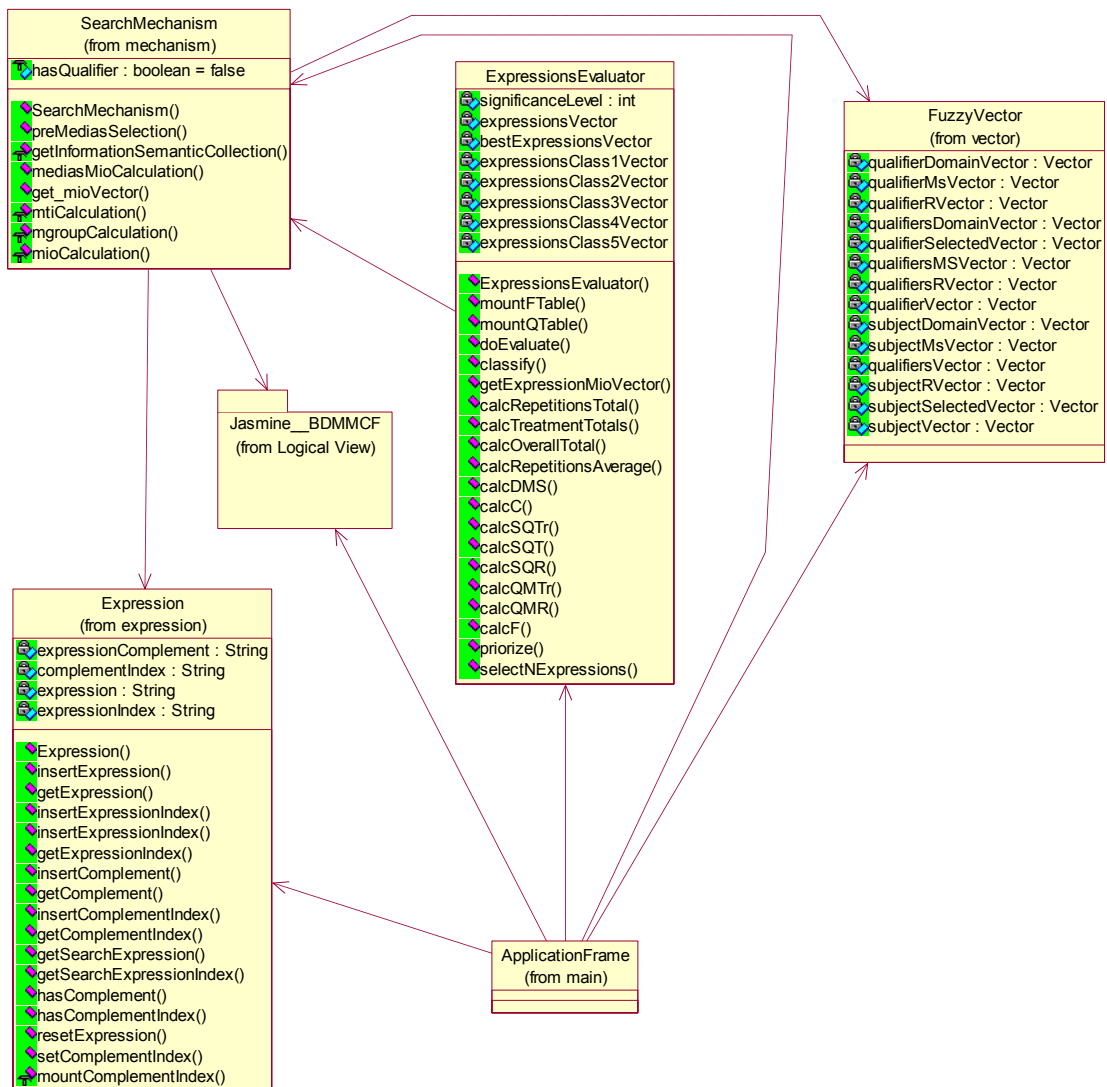 SearchMechanism
(from mechanism)
hasQualifier : boolean = false
SearchMechanism()
preMediasSelection()
getInformationSemanticCollection()
mediasMioCalculation()
get_mioVector()
mtiCalculation()
mgroupCalculation()
mioCalculation()
ExpressionsEvaluator
significanceLevel : int
expressionsVector
bestExpressionsVector
expressionsClass1Vector
expressionsClass2Vector
expressionsClass3Vector
expressionsClass4Vector
expressionsClass5Vector
ExpressionsEvaluator()
mountFTable()
mountQTable()
doEvaluate()
classify()
getExpressionMioVector()
calcRepetitionsTotal()
calcTreatmentTotals()
calcOverallTotal()
calcRepetitionsAverage()
calcDMS()
calcC()
calcSQTr()
calcSQT()
calcSQR()
calcQMTr()
calcQMR()
calcF()
priorize()
selectNExpressions()
FuzzyVector
(from vector)
qualifierDomainVector : Vector
qualifierMsVector : Vector
qualifierRVector : Vector
qualifiersDomainVector : Vector
qualifierSelectedVector : Vector
qualifiersMSVector : Vector
qualifiersRVector : Vector
qualifierVector : Vector
subjectDomainVector : Vector
subjectMsVector : Vector
qualifiersVector : Vector
subjectRVector : Vector
subjectSelectedVector : Vector
subjectVector : Vector
Jasmine__BDMMCF
(from Logical View)
Expression
(from expression)
expressionComplement : String
complementIndex : String
expression : String
expressionIndex : String
Expression()
insertExpression()
getExpression()
insertExpressionIndex()
insertExpressionIndex()
getExpressionIndex()
insertComplement()
getComplement()
insertComplementIndex()
getComplementIndex()
getSearchExpression()
getSearchExpressionIndex()
hasComplement()
hasComplementIndex()
resetExpression()
setComplementIndex()
mountComplementIndex()
ApplicationFrame
(from main)